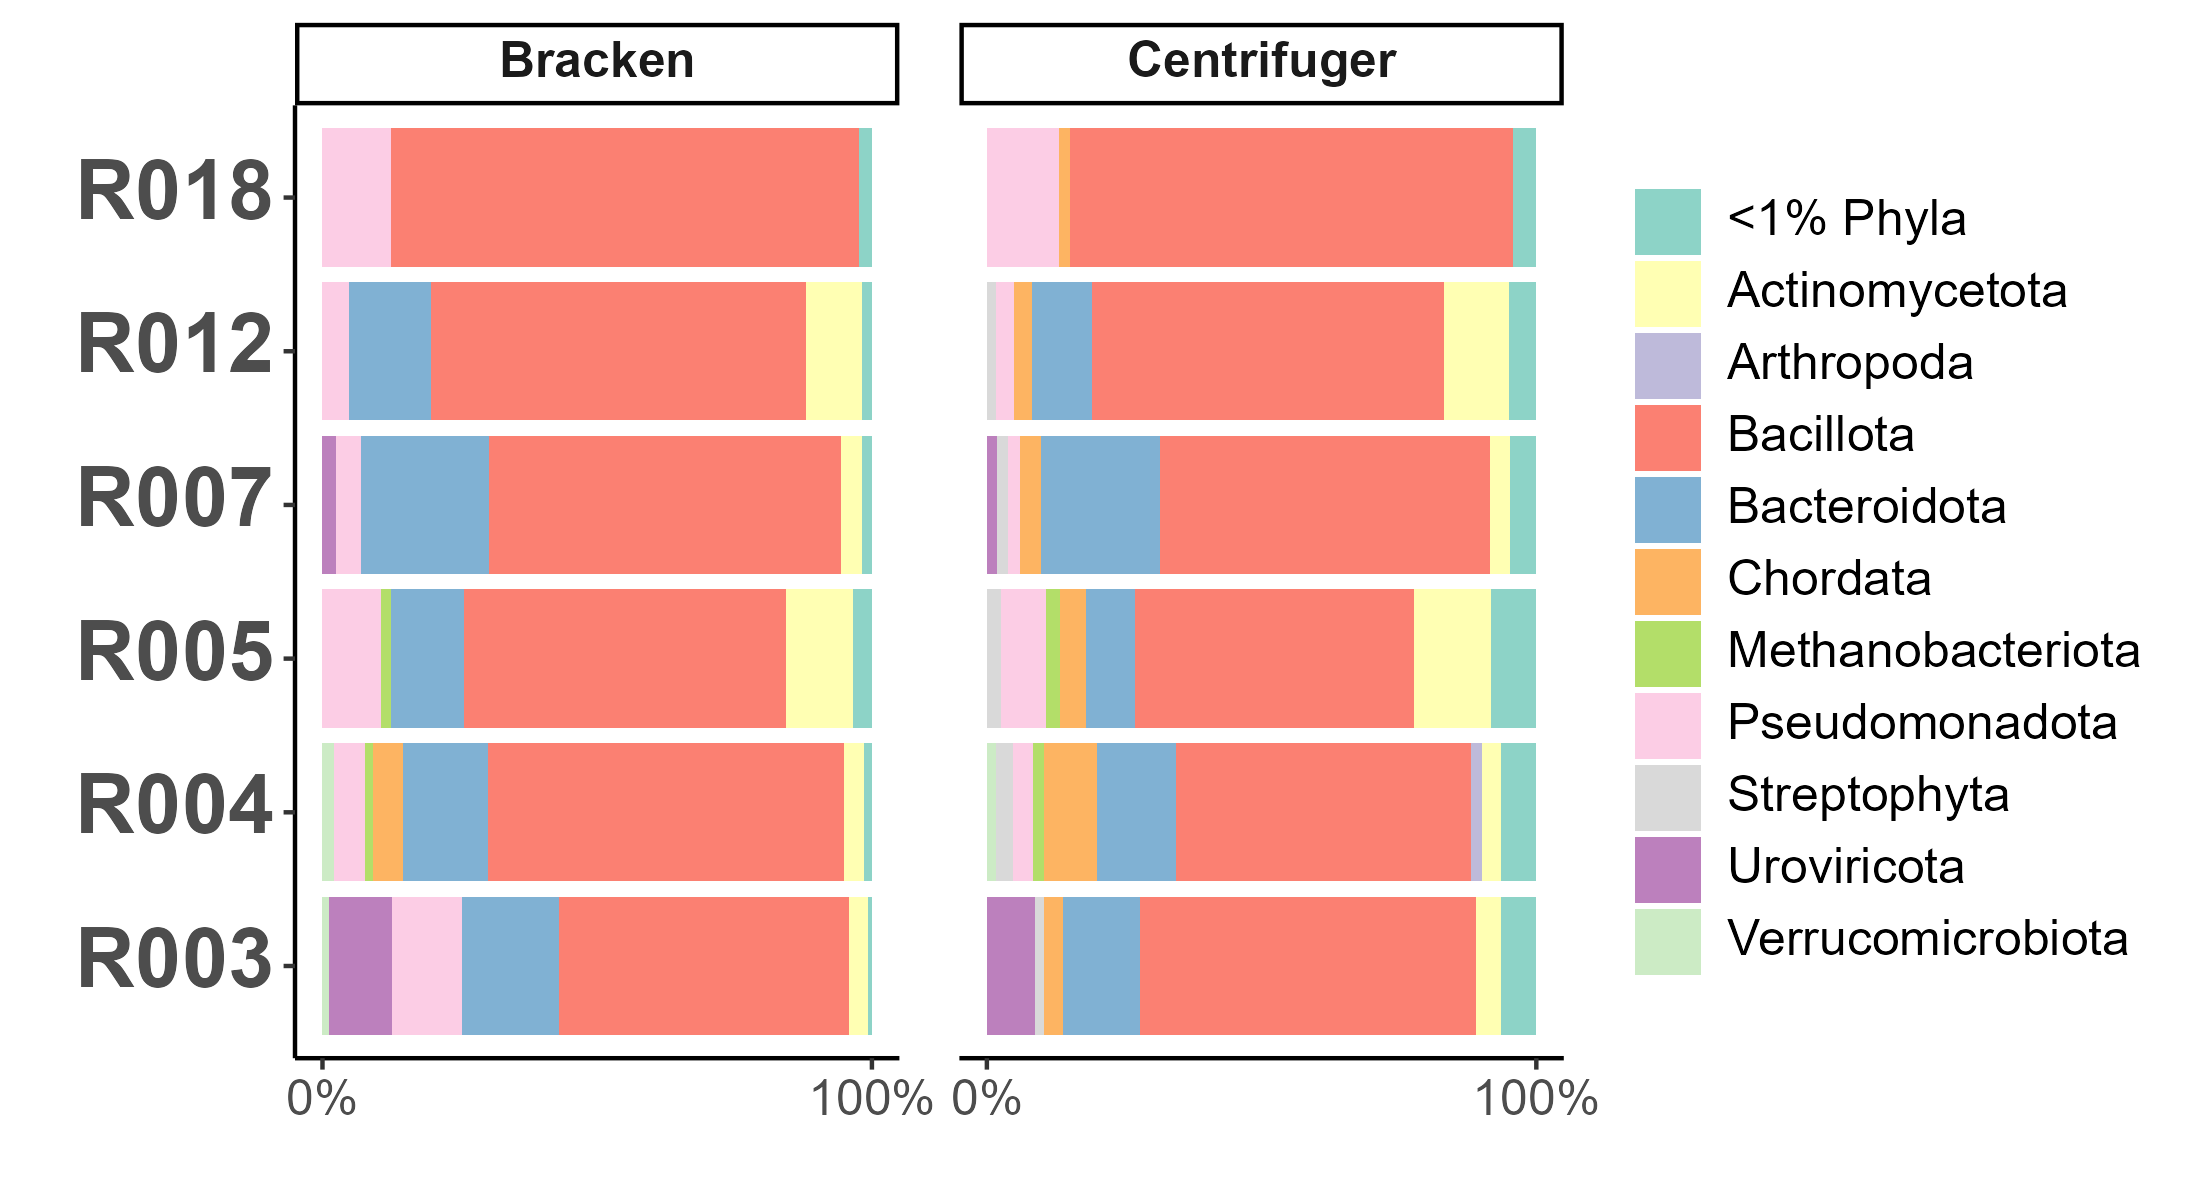 Bracken
Centrifuger
R018
R012
R007
R005
R004
R003
0%
100%
0%
100%
<1% Phyla
Actinomycetota
Arthropoda
Bacillota
Bacteroidota
Chordata
Methanobacteriota
Pseudomonadota
Streptophyta
Uroviricota
Verrucomicrobiota